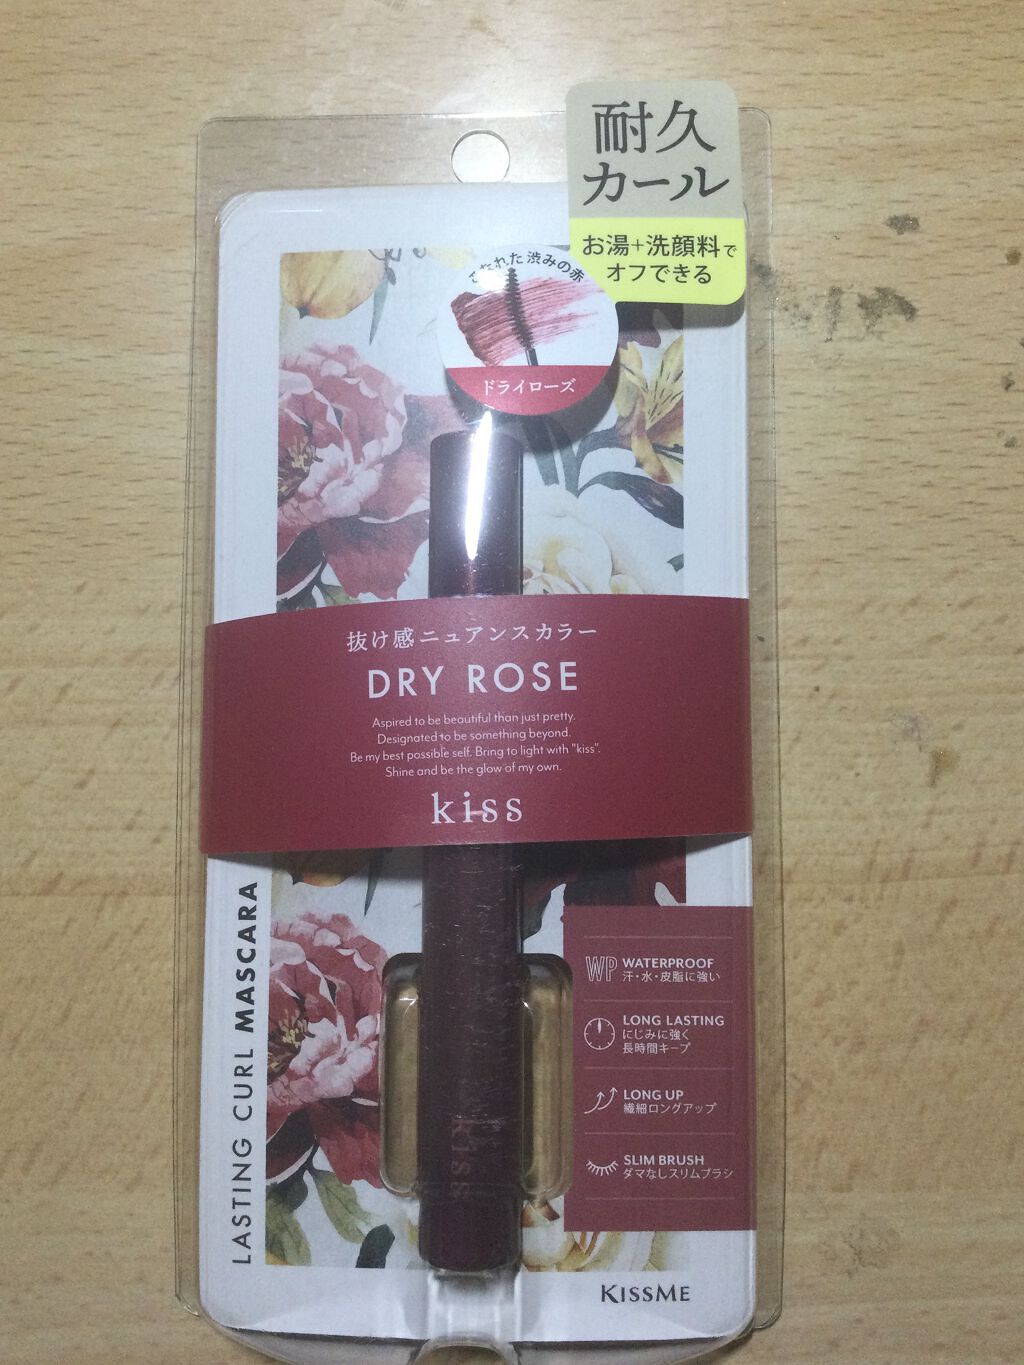 耐久
カール
お湯+洗顔料で
オフできる
こなれた渋みの赤
ドライローズ
抜け感ニュアンスカラー
DRY ROSE
Aspired to be beautiful than just pretty.
Designated to be something beyond.
Be my best possible self. Bring to light with "kiss".
Shine and be the glow of my own.
kiss
LASTING CURL MASCARA
WP WATERPROOF
汗・水・皮脂に強い
LONG LASTING
にじみに強く
長時間キープ
LONG UP
繊細ロングアップ
SLIM BRUSH
ダマなしスリムブラシ
kiss
KISSME